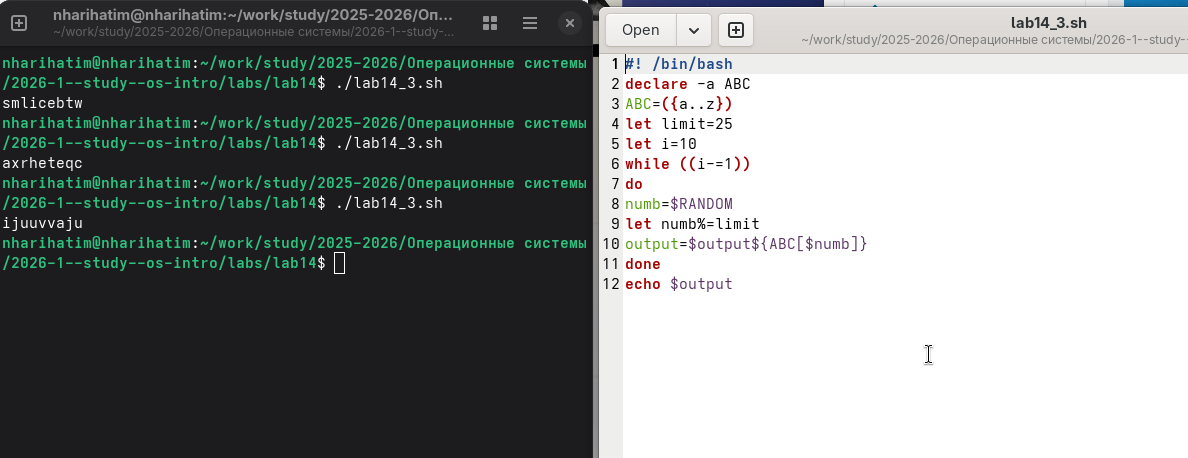 nharihatim@nharihatim:~/work/study/2025-2026/Оп...
~/work/study/2025-2026/Операционные системы/2026-1--study-...
nharihatim@nharihatim:~/work/study/2025-2026/Операционные системы
/2026-1--study--os-intro/labs/lab14$ ./lab14_3.sh
smlicebtw
nharihatim@nharihatim:~/work/study/2025-2026/Операционные системы
/2026-1--study--os-intro/labs/lab14$ ./lab14_3.sh
axrheteqc
nharihatim@nharihatim:~/work/study/2025-2026/Операционные системы
/2026-1--study--os-intro/labs/lab14$ ./lab14_3.sh
ijuuvvaju
nharihatim@nharihatim:~/work/study/2025-2026/Операционные системы
/2026-1--study--os-intro/labs/lab14$
Open
lab14_3.sh
~/work/study/2025-2026/Операционные системы/2026-1--study-
1 #! /bin/bash
2 declare -a ABC
3 ABC=({a..z})
4 let limit=25
5 let i=10
6 while ((i-=1))
7 do
8 numb=$RANDOM
9 let numb%=limit
10 output=$output${ABC[$numb]}
11 done
12 echo $output